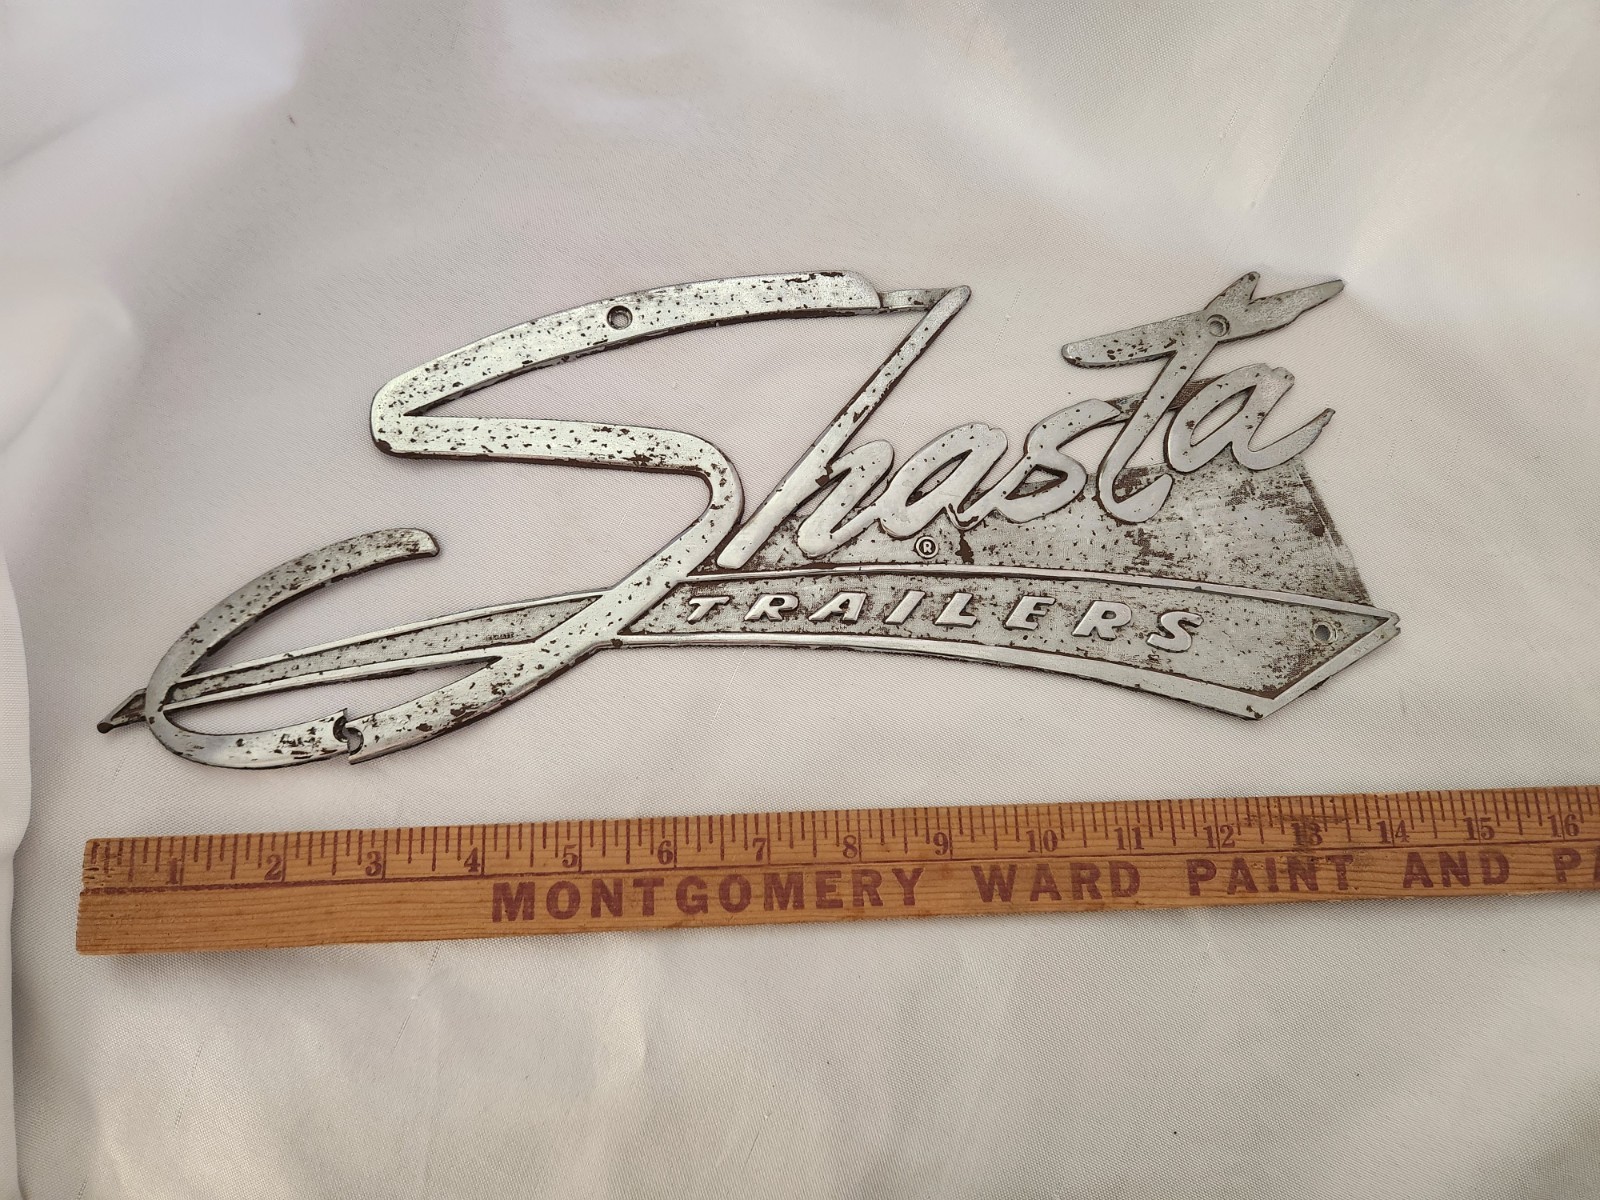 Shasta
®
TRAILERS
1 2 3 4 5 6 7 8 9 10 11 12 13 14 15 16
MONTGOMERY WARD PAINT AND